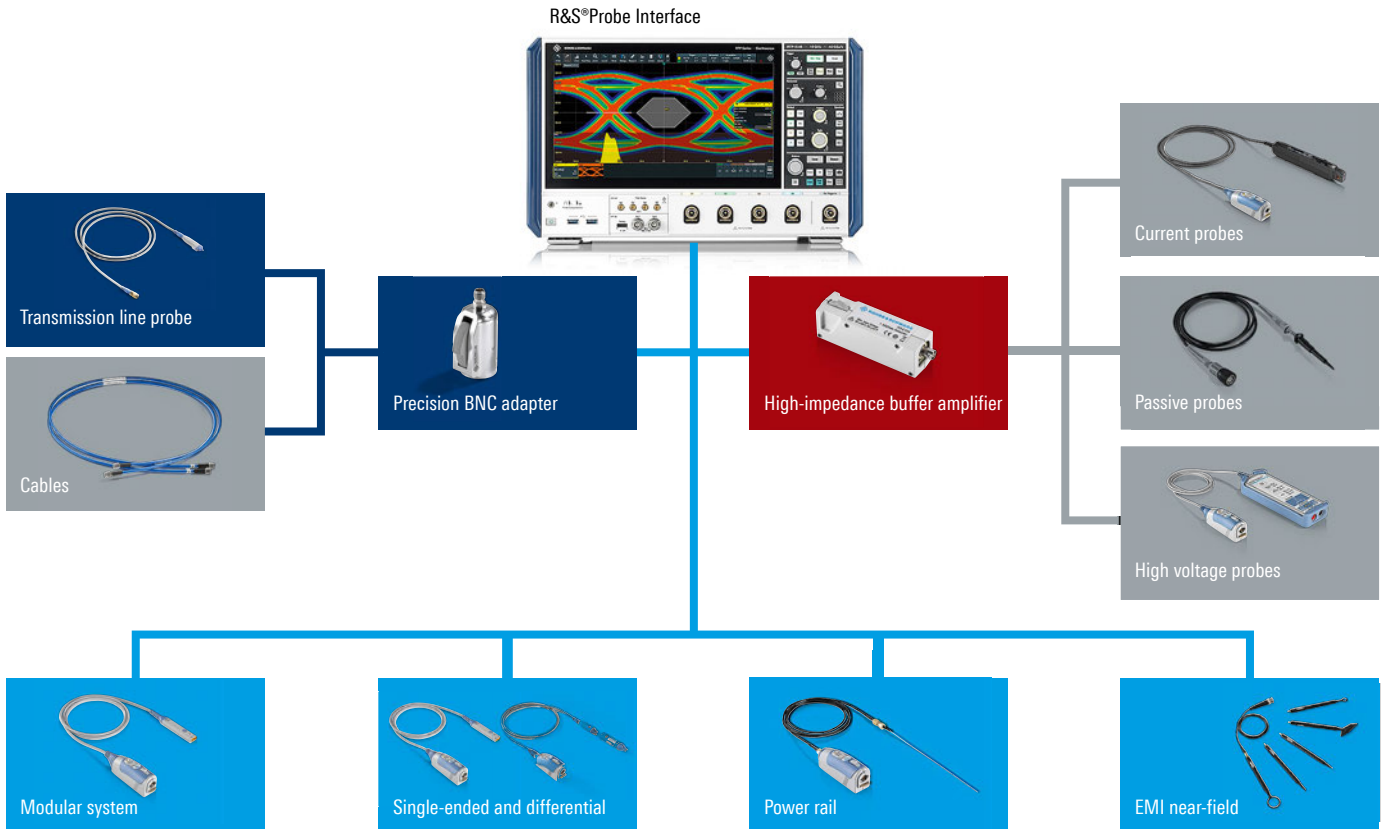 R&S®Probe Interface
Current probes
Transmission line probe
Precision BNC adapter
High-impedance buffer amplifier
Passive probes
Cables
High voltage probes
Modular system
Single-ended and differential
Power rail
EMI near-field